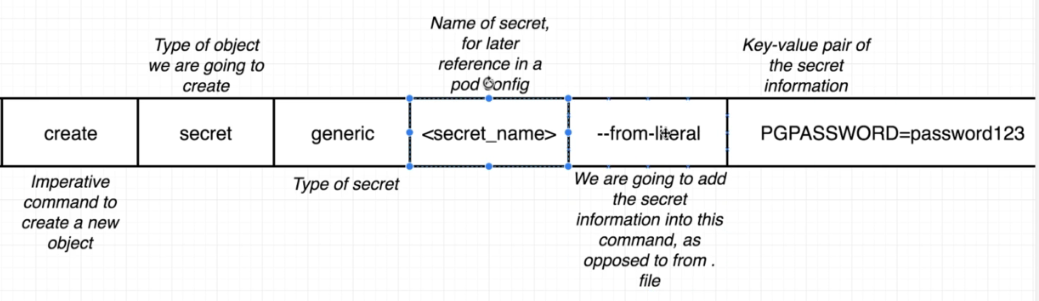 Type of object
we are going to
create
Name of secret,
for later
reference in a
pod config
Key-value pair of
the secret
information
create
secret
generic
<secret_name>
--from-literal
PGPASSWORD=password123
Imperative
command to
create a new
object
Type of secret
We are going to add
the secret
information into this
command, as
opposed to from .
file